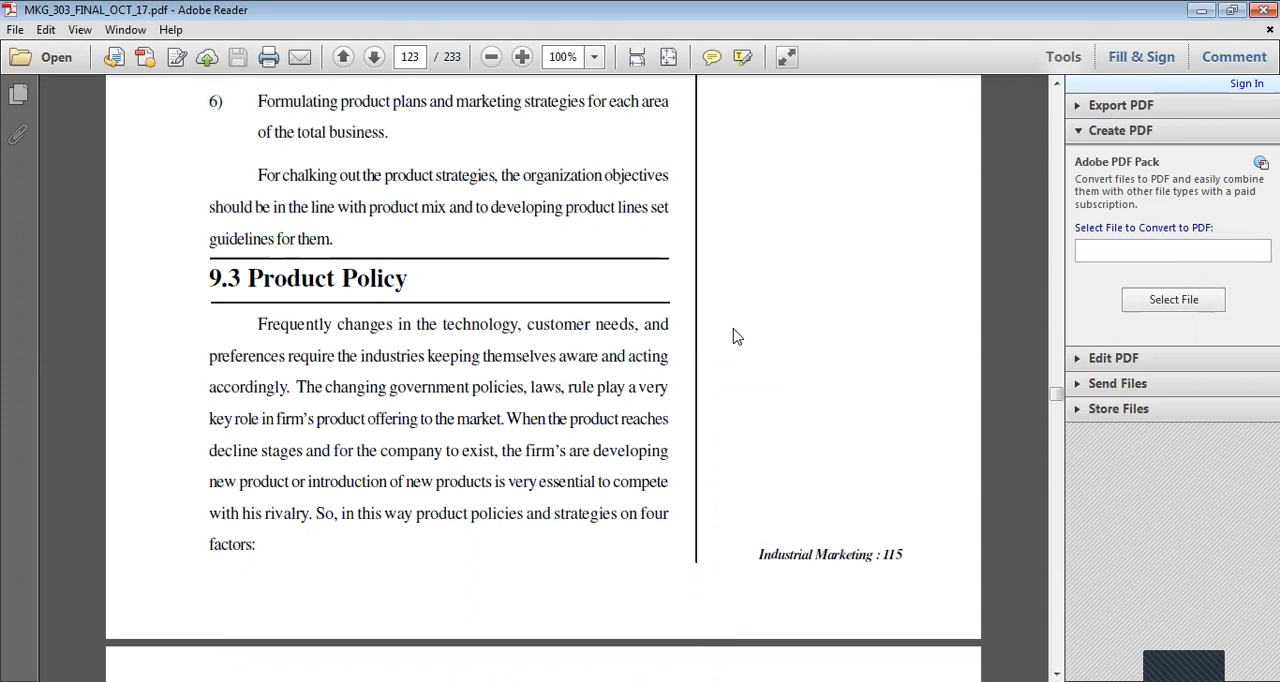 MKG_303_FINAL_OCT_17.pdf - Adobe Reader
File Edit View Window Help
Open 123 / 233 100% Tools Fill & Sign Comment
Sign In
Export PDF
Create PDF
Adobe PDF Pack
Convert files to PDF and easily combine
them with other file types with a paid
subscription.
Select File to Convert to PDF:
Select File
Edit PDF
Send Files
Store Files
6) Formulating product plans and marketing strategies for each area
of the total business.
For chalking out the product strategies, the organization objectives
should be in the line with product mix and to developing product lines set
guidelines for them.
9.3 Product Policy
Frequently changes in the technology, customer needs, and
preferences require the industries keeping themselves aware and acting
accordingly. The changing government policies, laws, rule play a very
key role in firm's product offering to the market. When the product reaches
decline stages and for the company to exist, the firm's are developing
new product or introduction of new products is very essential to compete
with his rivalry. So, in this way product policies and strategies on four
factors:
Industrial Marketing : 115